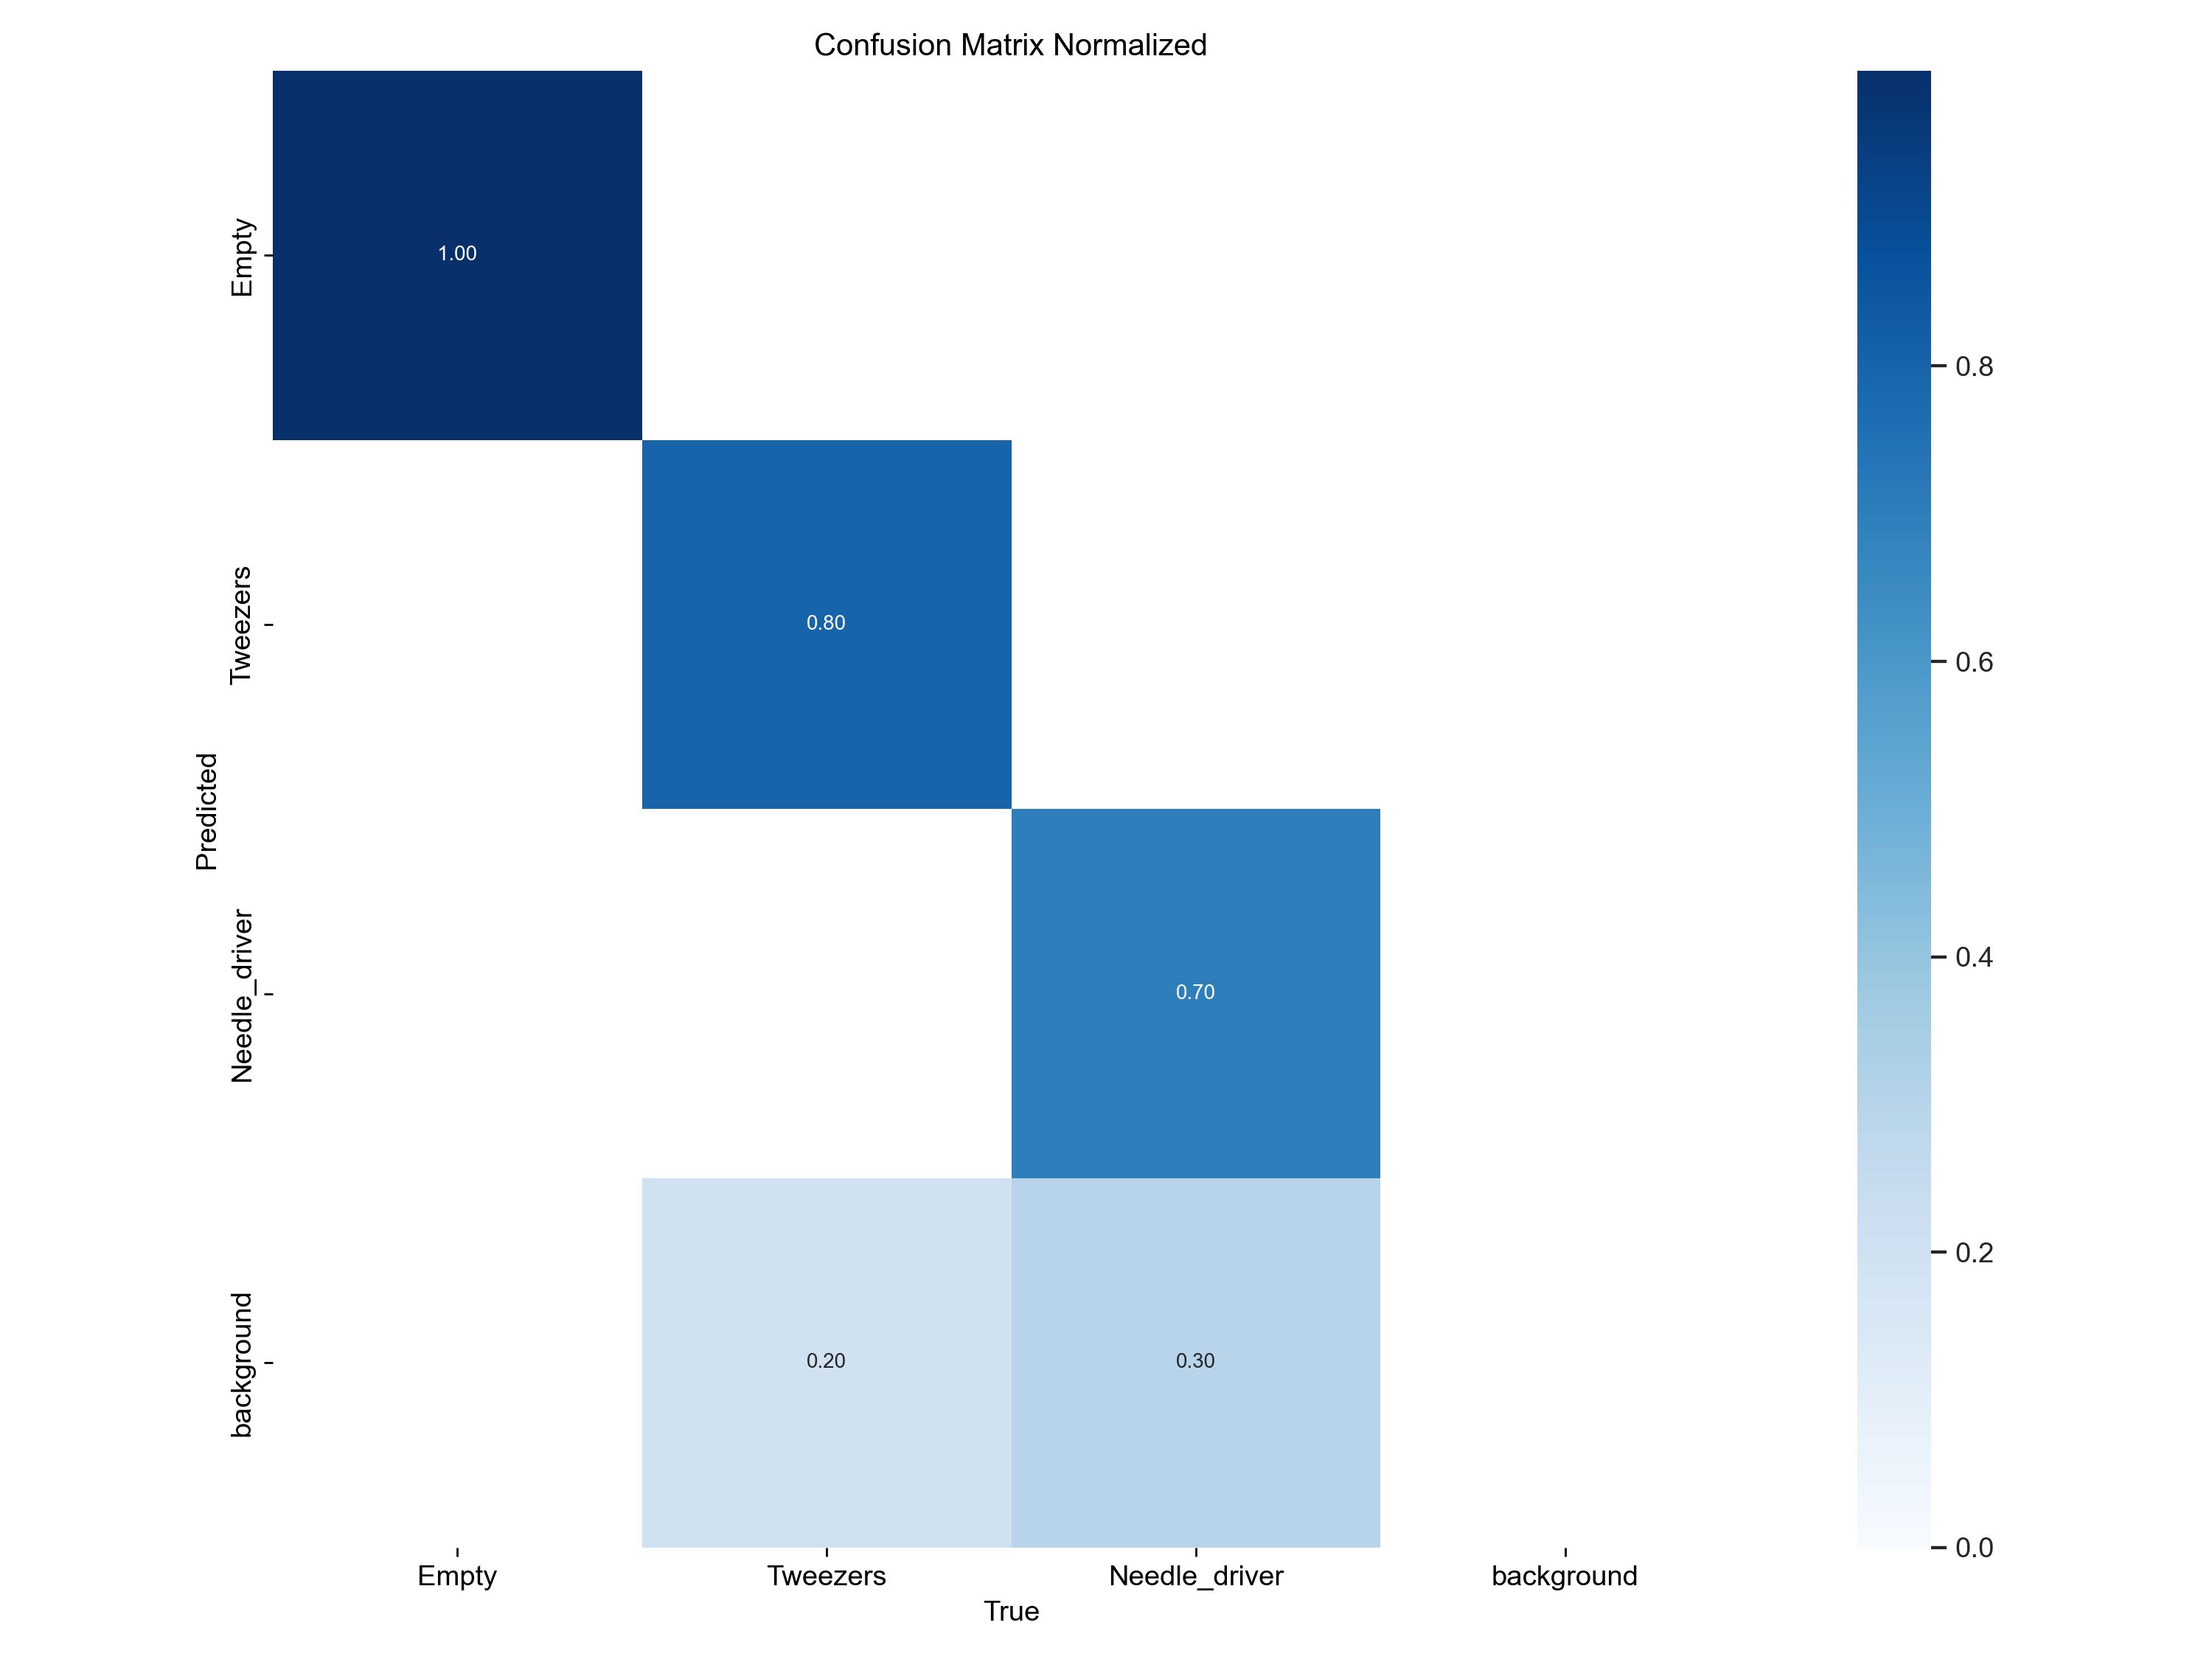 Confusion Matrix Normalized
Empty
Tweezers
Needle_driver
background
Predicted
1.00
0.80
0.70
0.20
0.30
Empty
Tweezers
Needle_driver
background
True
0.8
0.6
0.4
0.2
0.0